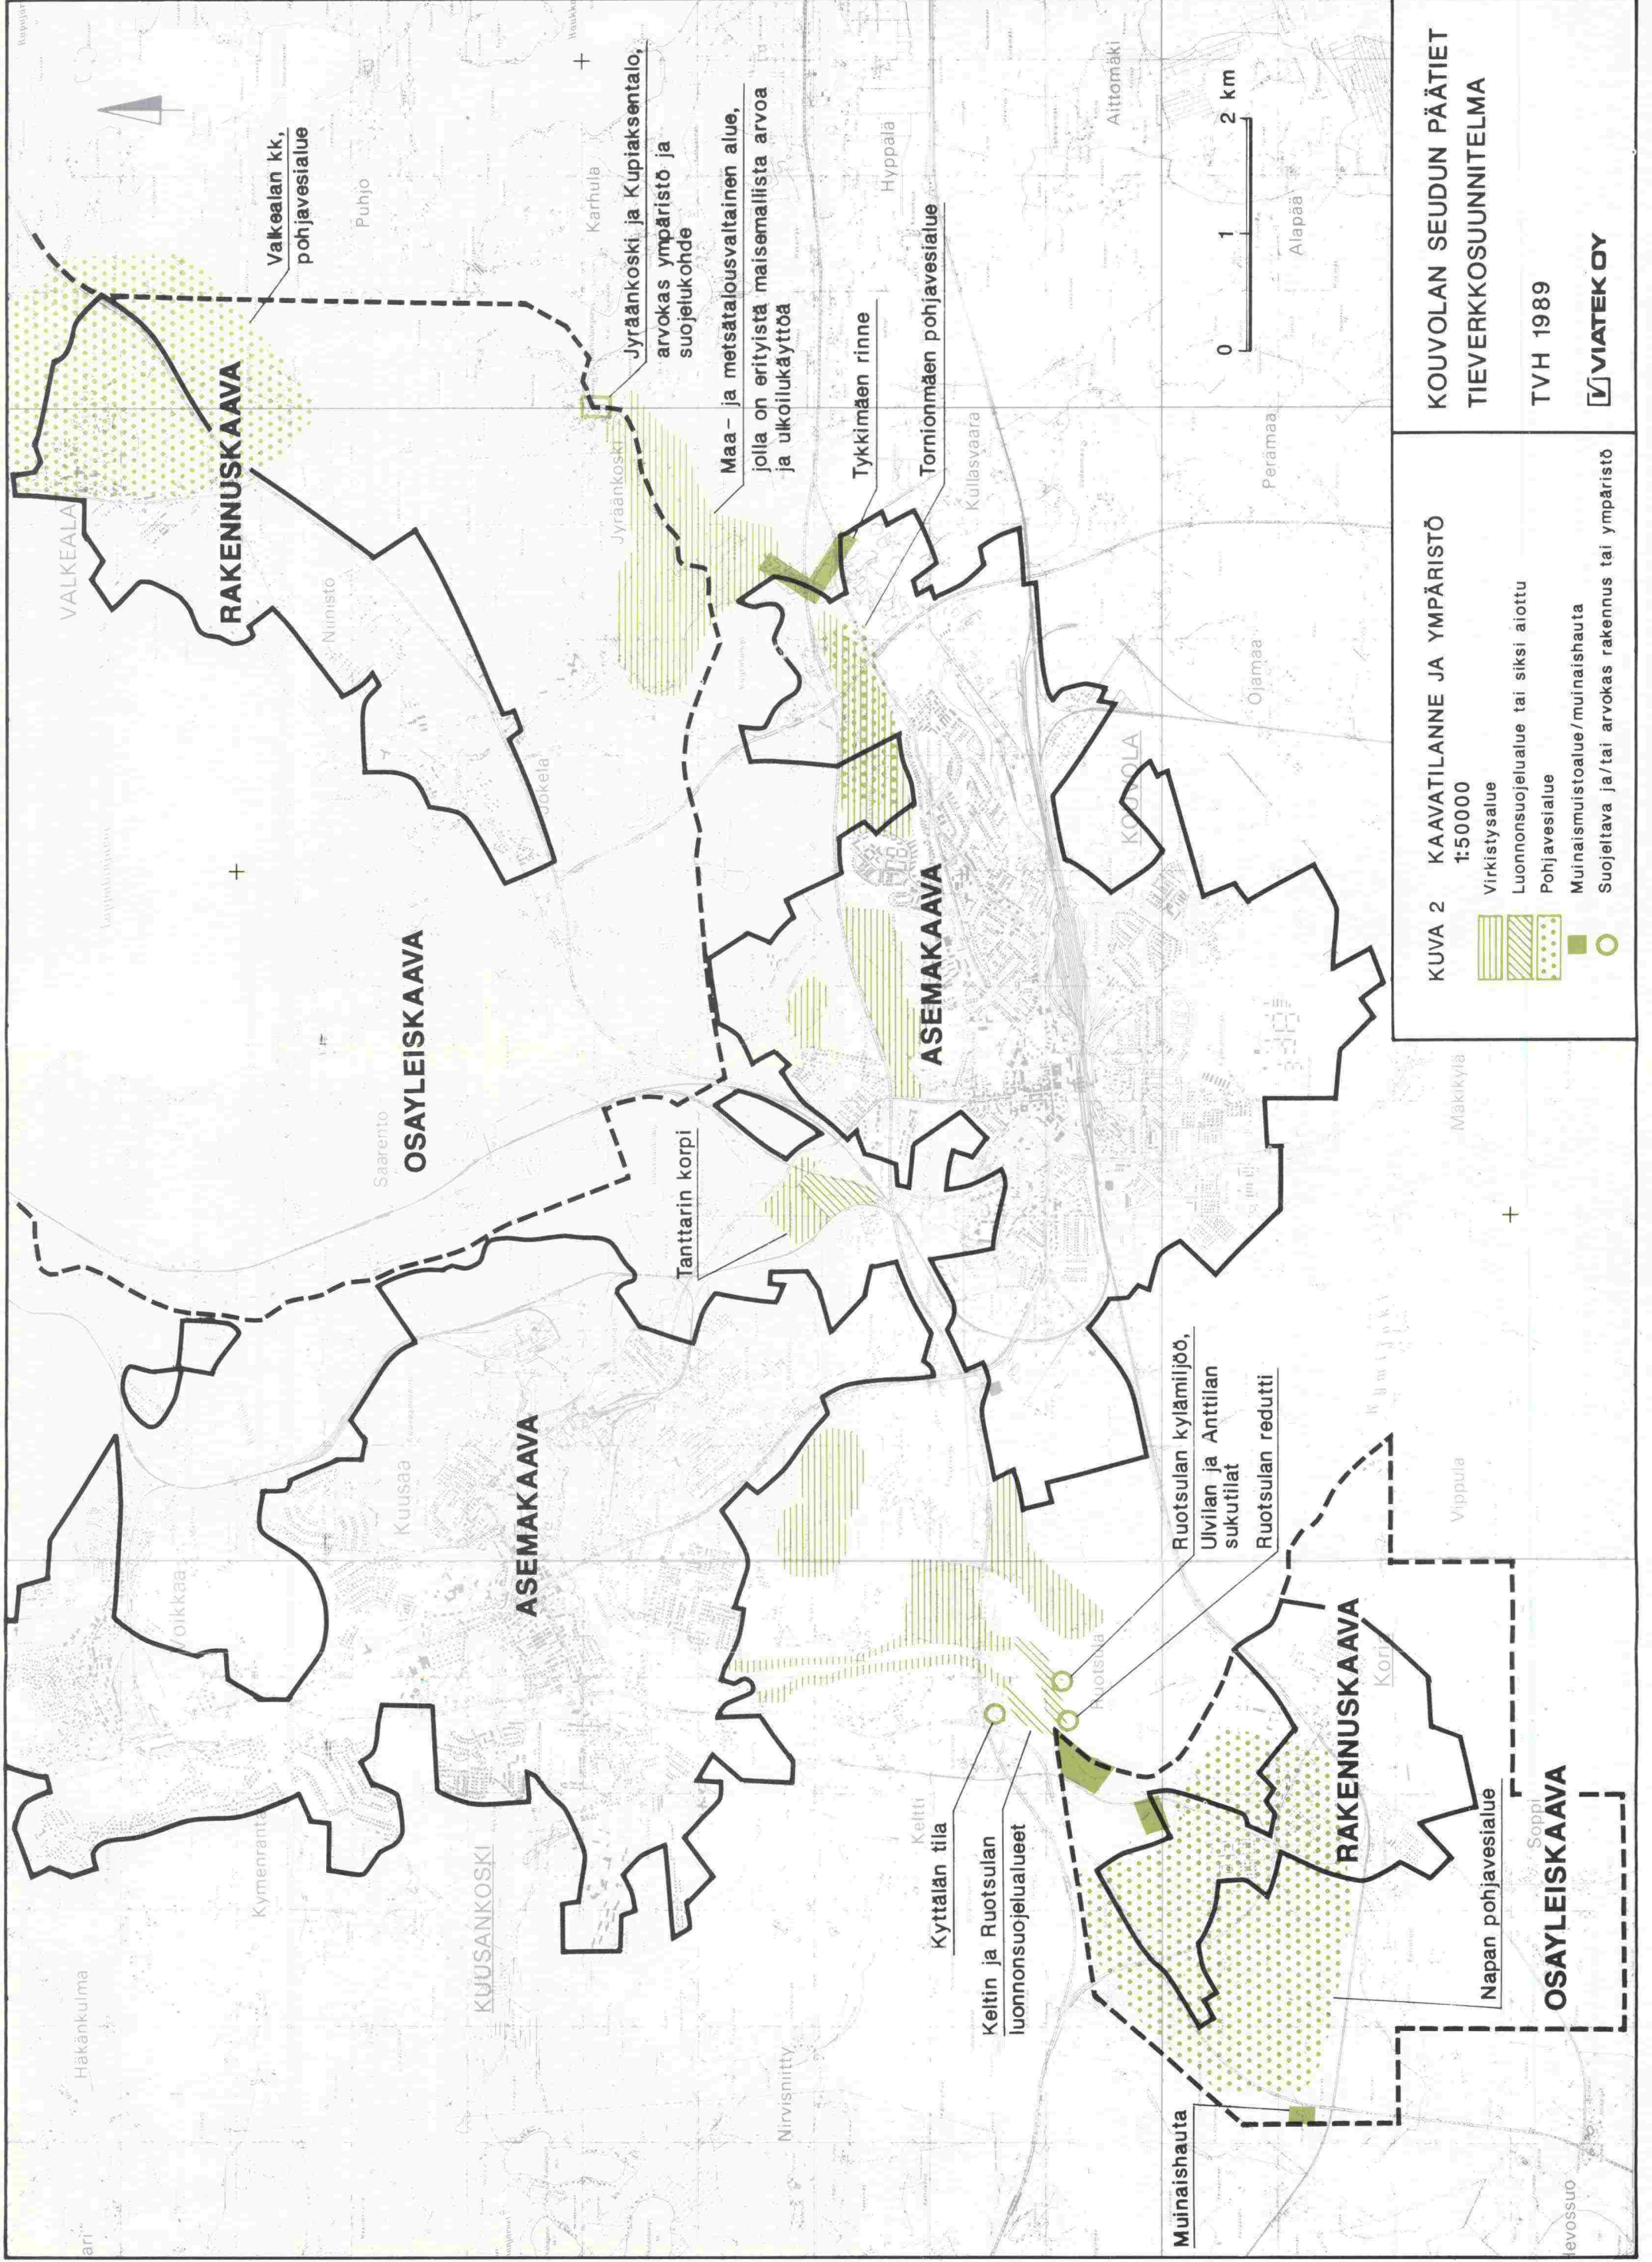 Häkänkulma
Kymenranta
KUUSANKOSKI
Nirvisniitty
Voikkaa
Kuusaa
ASEMAKAAVA
Saarento
OSAYLEISKAAVA
VALKEALA
RAKENNUSKAAVA
Niinistö
Jokela
Valkealan kk,
pohjavesialue
Puhjo
Karhula
Jyräänkoski
Jyräänkoski ja Kupiaksentalo,
arvokas ympäristö ja
suojelukohde
Maa- ja metsätalousvaltainen alue,
jolla on erityistä maisemallista arvoa
ja ulkoilukäyttöä
Hyppälä
Tykkimäen rinne
Tornionmäen pohjavesialue
Kullasvaara
Aittomäki
Alapää
Perämaa
Ojamaa
KOUVOLA
ASEMAKAAVA
Tanttarin korpi
Keltti
Kyttälän tila
Keltin ja Ruotsulan
luonnonsuojelualueet
Ruotsula
Ruotsulan kylämiljöö,
Ulvilan ja Anttilan
sukutilat
Ruotsulan redutti
Mäkikylä
Vippula
Kymijoki
Koria
RAKENNUSKAAVA
Napan pohjavesialue
Soppi
OSAYLEISKAAVA
Muinaishauta
Hevossuo
0 1 2 km
KUVA 2 KAAVATILANNE JA YMPÄRISTÖ
1:50000
Virkistysalue
Luonnonsuojelualue tai siksi aiottu
Pohjavesialue
Muinaismuistoalue/muinaishauta
Suojeltava ja/tai arvokas rakennus tai ympäristö
KOUVOLAN SEUDUN PÄÄTIET
TIEVERKKOSUUNNITELMA
TVH 1989
VIATEK OY